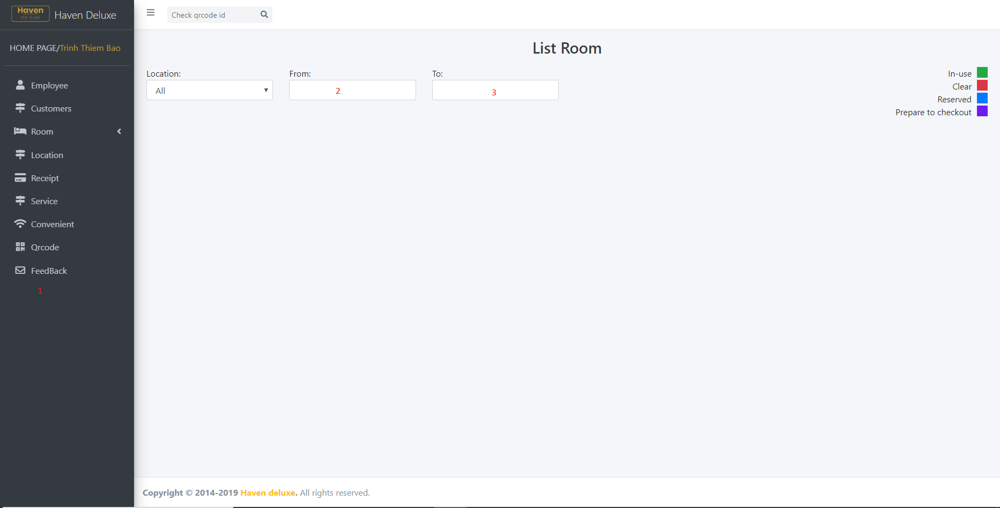 Haven
de luxe
Haven Deluxe
Check qrcode id
HOME PAGE/Trinh Thiem Bao
Employee
Customers
Room
Location
Receipt
Service
Convenient
Qrcode
FeedBack
1
List Room
Location:
All
From:
2
To:
3
In-use
Clear
Reserved
Prepare to checkout
Copyright © 2014-2019 Haven deluxe. All rights reserved.